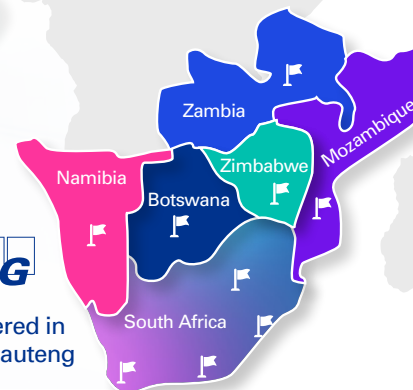 Zambia
Mozambique
Zimbabwe
Namibia
Botswana
G
ered in
South Africa
auteng